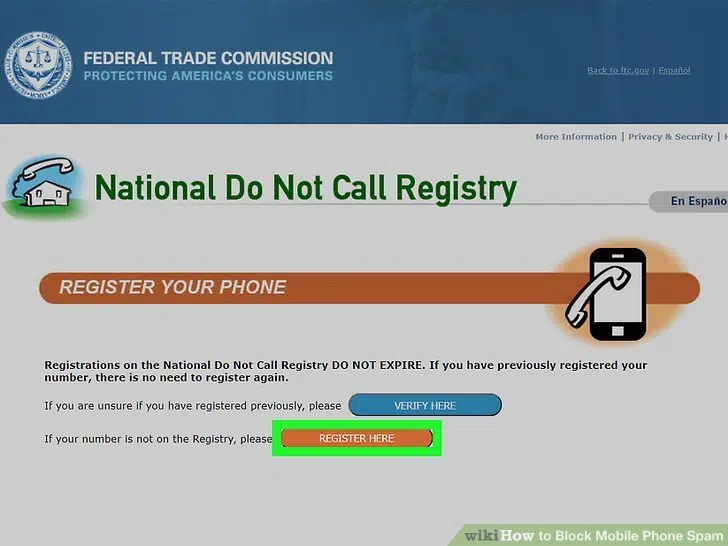 FEDERAL TRADE COMMISSION
PROTECTING AMERICA'S CONSUMERS
Back to ftc.gov | Español
More Information | Privacy & Security | H
National Do Not Call Registry
En Españo
REGISTER YOUR PHONE
Registrations on the National Do Not Call Registry DO NOT EXPIRE. If you have previously registered your
number, there is no need to register again.
If you are unsure if you have registered previously, please VERIFY HERE
If your number is not on the Registry, please REGISTER HERE
wikiHow to Block Mobile Phone Spam